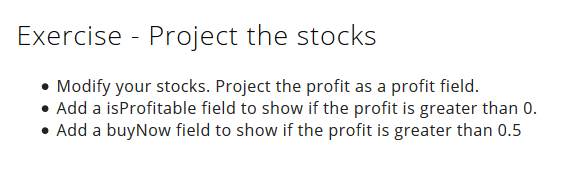 Exercise - Project the stocks
Modify your stocks. Project the profit as a profit field.
Add a isProfitable field to show if the profit is greater than 0.
Add a buyNow field to show if the profit is greater than 0.5